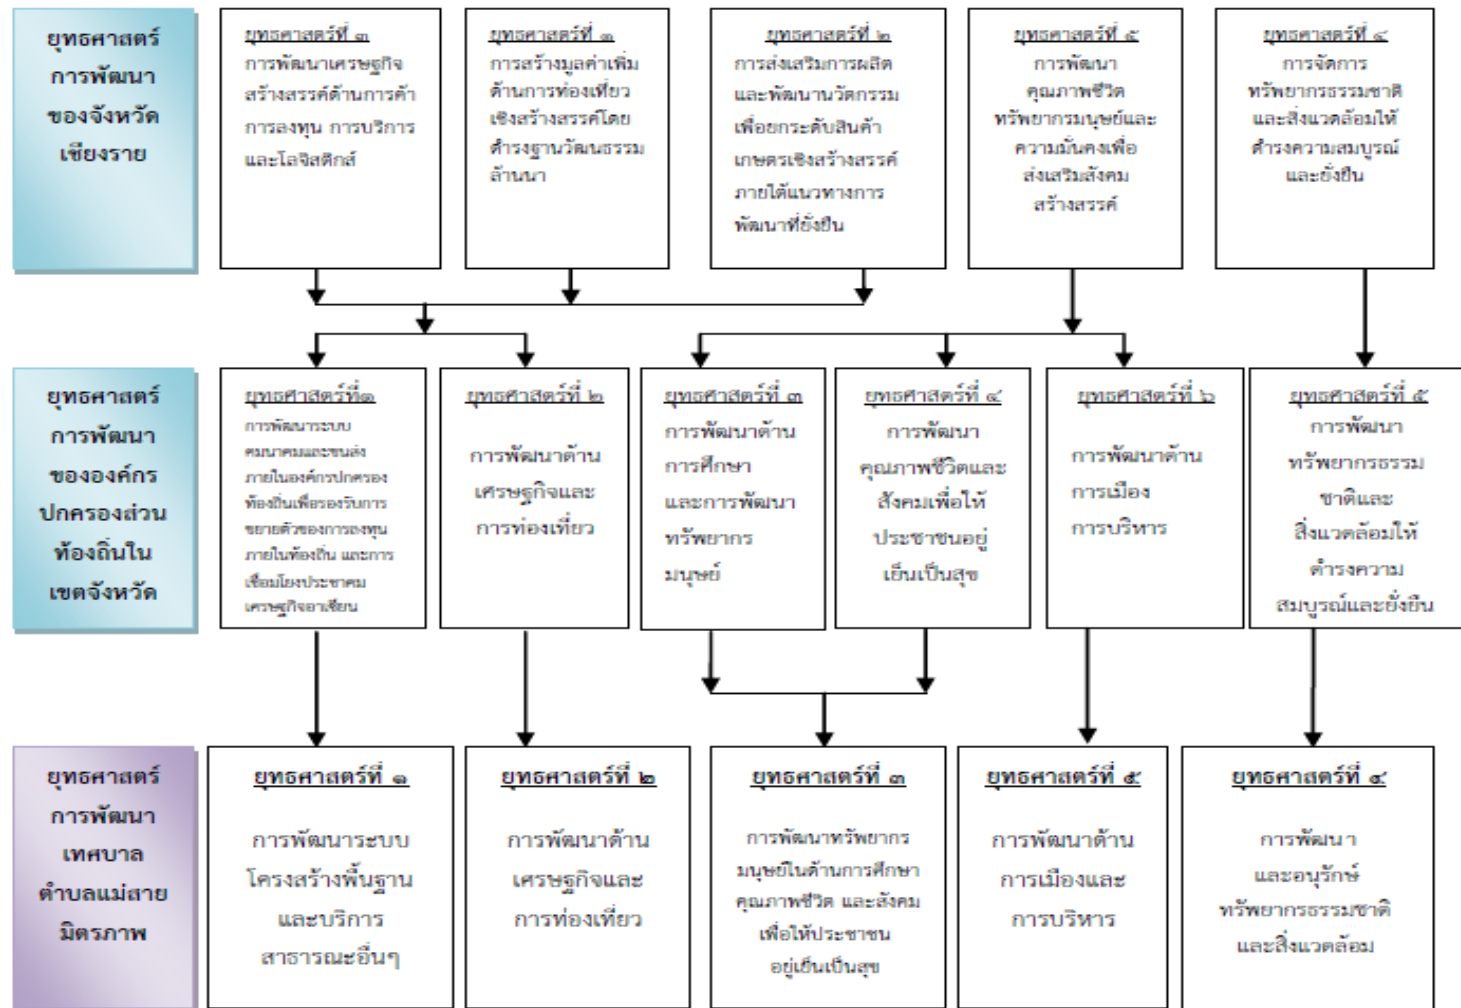 ยุทธศาสตร์
การพัฒนา
ของจังหวัด
เชียงราย
ยุทธศาสตร์ที่ ๓
การพัฒนาเศรษฐกิจ
สร้างสรรค์ด้านการค้า
การลงทุน การบริการ
และโลจิสติกส์
ยุทธศาสตร์ที่ ๑
การสร้างมูลค่าเพิ่ม
ด้านการท่องเที่ยว
เชิงสร้างสรรค์โดย
ดำรงฐานวัฒนธรรม
ล้านนา
ยุทธศาสตร์ที่ ๒
การส่งเสริมการผลิต
และพัฒนานวัตกรรม
เพื่อยกระดับสินค้า
เกษตรเชิงสร้างสรรค์
ภายใต้แนวทางการ
พัฒนาที่ยั่งยืน
ยุทธศาสตร์ที่ ๕
การพัฒนา
คุณภาพชีวิต
ทรัพยากรมนุษย์และ
ความมั่นคงเพื่อ
ส่งเสริมสังคม
สร้างสรรค์
ยุทธศาสตร์ที่ ๔
การจัดการ
ทรัพยากรธรรมชาติ
และสิ่งแวดล้อมให้
ดำรงความสมบูรณ์
และยั่งยืน
ยุทธศาสตร์
การพัฒนา
ขององค์กร
ปกครองส่วน
ท้องถิ่นใน
เขตจังหวัด
ยุทธศาสตร์ที่๑
การพัฒนาระบบ
คมนาคมและขนส่ง
ภายในองค์กรปกครอง
ท้องถิ่นเพื่อรองรับการ
ขยายตัวของการลงทุน
ภายในท้องถิ่น และการ
เชื่อมโยงประชาคม
เศรษฐกิจอาเซียน
ยุทธศาสตร์ที่ ๒
การพัฒนาด้าน
เศรษฐกิจและ
การท่องเที่ยว
ยุทธศาสตร์ที่ ๓
การพัฒนาด้าน
การศึกษา
และการพัฒนา
ทรัพยากร
มนุษย์
ยุทธศาสตร์ที่ ๔
การพัฒนา
คุณภาพชีวิตและ
สังคมเพื่อให้
ประชาชนอยู่
เย็นเป็นสุข
ยุทธศาสตร์ที่ ๖
การพัฒนาด้าน
การเมือง
การบริหาร
ยุทธศาสตร์ที่ ๕
การพัฒนา
ทรัพยากรธรรม
ชาติและ
สิ่งแวดล้อมให้
ดำรงความ
สมบูรณ์และยั่งยืน
ยุทธศาสตร์
การพัฒนา
เทศบาล
ตำบลแม่สาย
มิตรภาพ
ยุทธศาสตร์ที่ ๑
การพัฒนาระบบ
โครงสร้างพื้นฐาน
และบริการ
สาธารณะอื่นๆ
ยุทธศาสตร์ที่ ๒
การพัฒนาด้าน
เศรษฐกิจและ
การท่องเที่ยว
ยุทธศาสตร์ที่ ๓
การพัฒนาทรัพยากร
มนุษย์ในด้านการศึกษา
คุณภาพชีวิต และสังคม
เพื่อให้ประชาชน
อยู่เย็นเป็นสุข
ยุทธศาสตร์ที่ ๕
การพัฒนาด้าน
การเมืองและ
การบริหาร
ยุทธศาสตร์ที่ ๔
การพัฒนา
และอนุรักษ์
ทรัพยากรธรรมชาติ
และสิ่งแวดล้อม